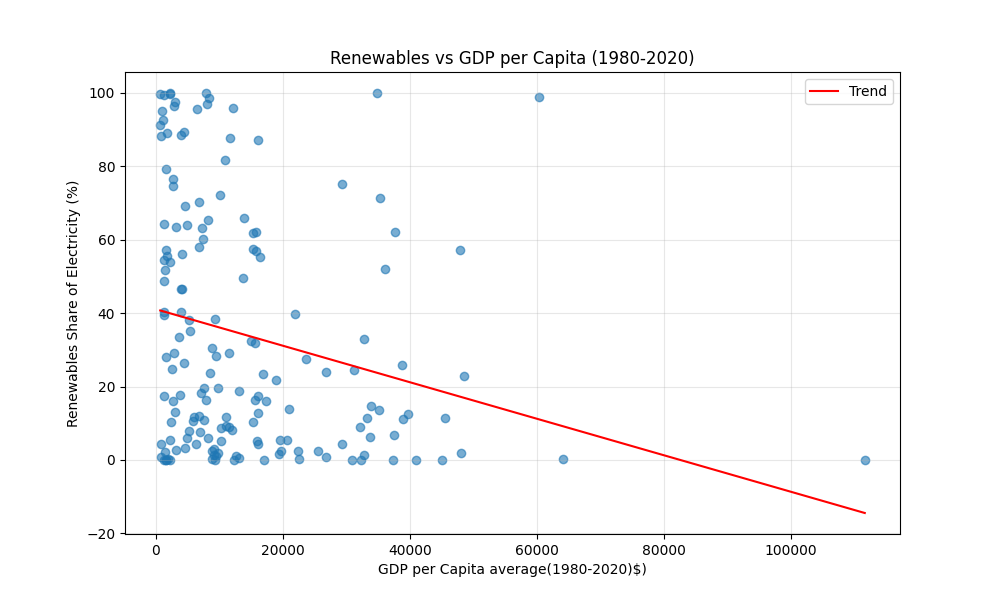 Renewables vs GDP per Capita (1980-2020)
Trend
100
80
60
40
20
0
−20
Renewables Share of Electricity (%)
0 20000 40000 60000 80000 100000
GDP per Capita average(1980-2020)$)